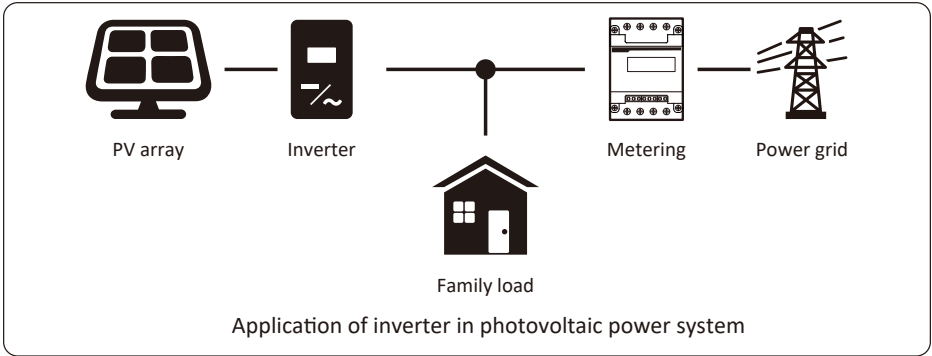 PV array
Inverter
Metering
Power grid
Family load
Application of inverter in photovoltaic power system